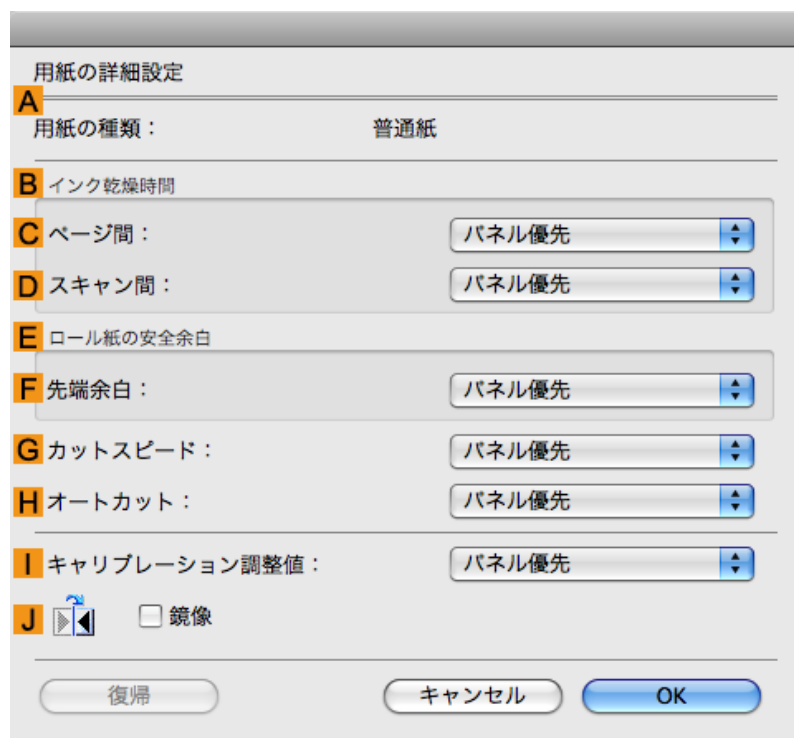 用紙の詳細設定
A
用紙の種類： 普通紙
B インク乾燥時間
C ページ間： パネル優先
D スキャン間： パネル優先
E ロール紙の安全余白
F 先端余白： パネル優先
G カットスピード： パネル優先
H オートカット： パネル優先
I キャリブレーション調整値： パネル優先
J 鏡像
復帰 キャンセル OK